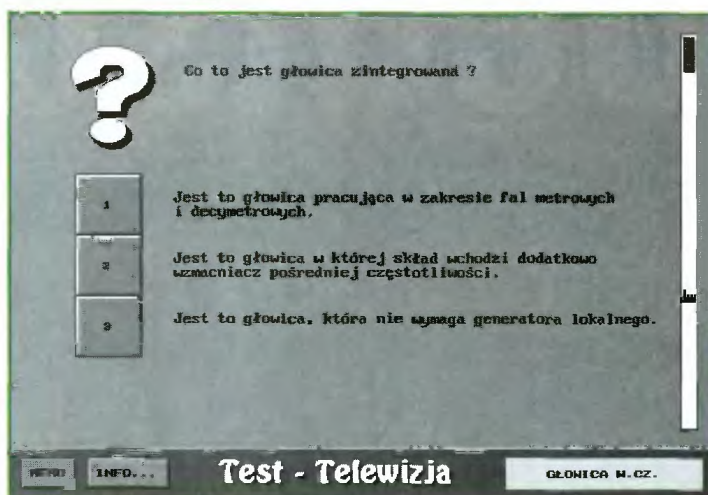 ?
Co to jest głowica zintegrowana ?
1
Jest to głowica pracująca w zakresie fal metrowych
i decymetrowych.
2
Jest to głowica w której skład wchodzi dodatkowo
wzmacniacz pośredniej częstotliwości.
3
Jest to głowica, która nie wymaga generatora lokalnego.
MENU
INFO...
Test - Telewizja
GŁOWICA W.CZ.